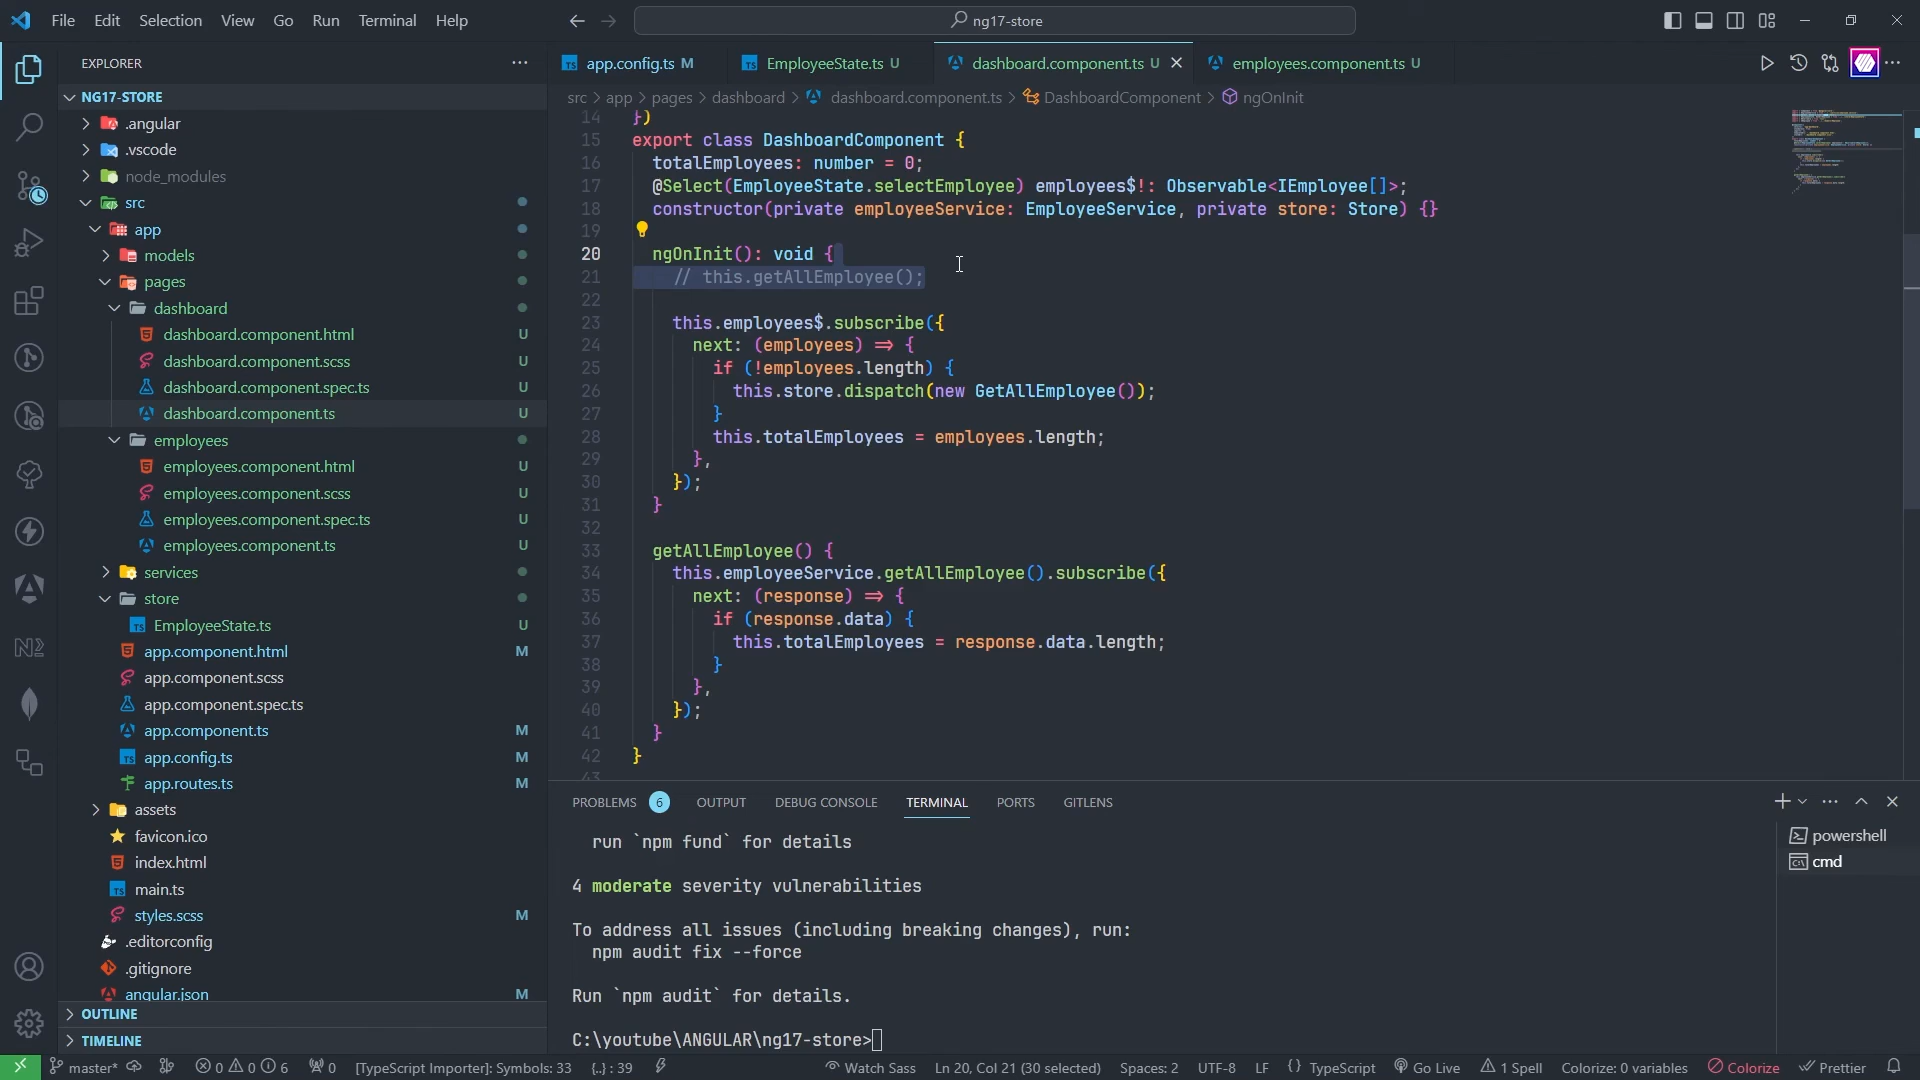 File Edit Selection View Go Run Terminal Help
ng17-store
EXPLORER
NG17-STORE
.angular
.vscode
node_modules
src
app
models
pages
dashboard
dashboard.component.html U
dashboard.component.scss U
dashboard.component.spec.ts U
dashboard.component.ts U
employees
employees.component.html U
employees.component.scss U
employees.component.spec.ts U
employees.component.ts U
services
store
EmployeeState.ts U
app.component.html M
app.component.scss
app.component.spec.ts
app.component.ts M
app.config.ts M
app.routes.ts M
assets
favicon.ico
index.html
main.ts
styles.scss M
.editorconfig
.gitignore
angular.json M
OUTLINE
TIMELINE
app.config.ts M EmployeeState.ts U dashboard.component.ts U employees.component.ts U
src > app > pages > dashboard > dashboard.component.ts > DashboardComponent > ngOnInit
14 })
15 export class DashboardComponent {
16 totalEmployees: number = 0;
17 @Select(EmployeeState.selectEmployee) employees$!: Observable<IEmployee[]>;
18 constructor(private employeeService: EmployeeService, private store: Store) {}
19
20 ngOnInit(): void {
21 // this.getAllEmployee();
22
23 this.employees$.subscribe({
24 next: (employees) => {
25 if (!employees.length) {
26 this.store.dispatch(new GetAllEmployee());
27 }
28 this.totalEmployees = employees.length;
29 },
30 });
31 }
32
33 getAllEmployee() {
34 this.employeeService.getAllEmployee().subscribe({
35 next: (response) => {
36 if (response.data) {
37 this.totalEmployees = response.data.length;
38 }
39 },
40 });
41 }
42 }
43
PROBLEMS 6 OUTPUT DEBUG CONSOLE TERMINAL PORTS GITLENS
run `npm fund` for details
4 moderate severity vulnerabilities
To address all issues (including breaking changes), run:
npm audit fix --force
Run `npm audit` for details.
C:\youtube\ANGULAR\ng17-store>
powershell
cmd
master* 0 0 6 0 [TypeScript Importer]: Symbols: 33 {..} : 39 Watch Sass Ln 20, Col 21 (30 selected) Spaces: 2 UTF-8 LF {} TypeScript Go Live 1 Spell Colorize: 0 variables Colorize Prettier